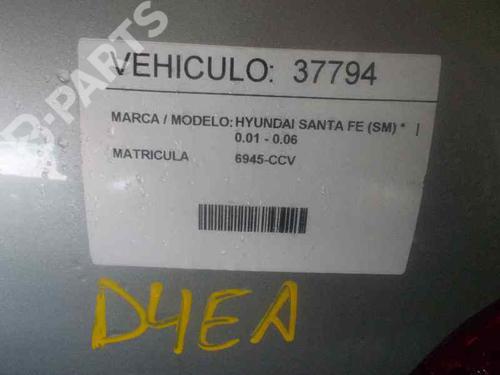 B-PARTS
VEHICULO: 37794
MARCA / MODELO: HYUNDAI SANTA FE (SM) * |
0.01 - 0.06
MATRICULA 6945-CCV
D4EA